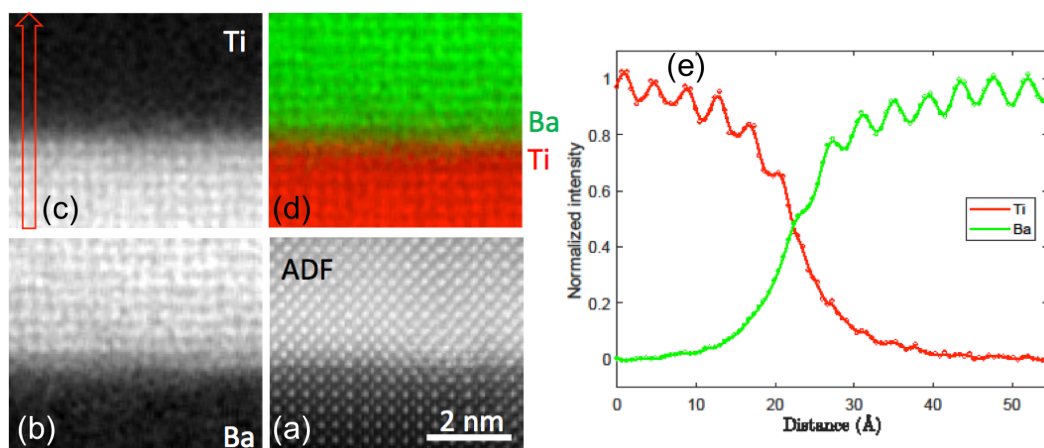 Ti
(c)
Ba
Ti
(d)
(b)
Ba
ADF
(a)
2 nm
(e)
Normalized intensity
1
0.8
0.6
0.4
0.2
0
Ti
Ba
0 10 20 30 40 50
Distance (Å)